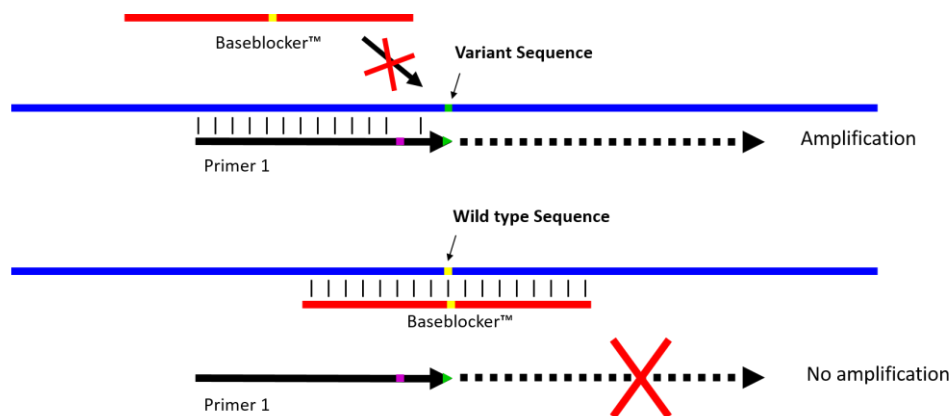 Baseblocker™
Variant Sequence
Amplification
Primer 1
Wild type Sequence
Baseblocker™
No amplification
Primer 1